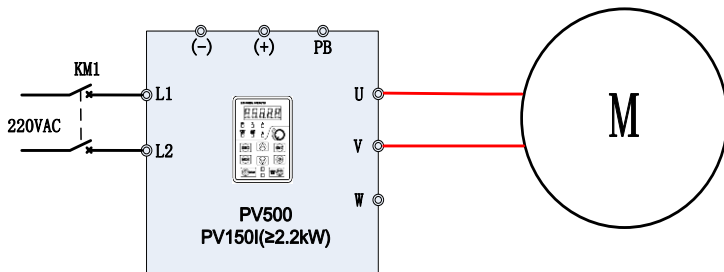 (-) (+) PB
KM1
L1
U
220VAC
L2
V
M
W
PV500
PV150I(≥2.2kW)